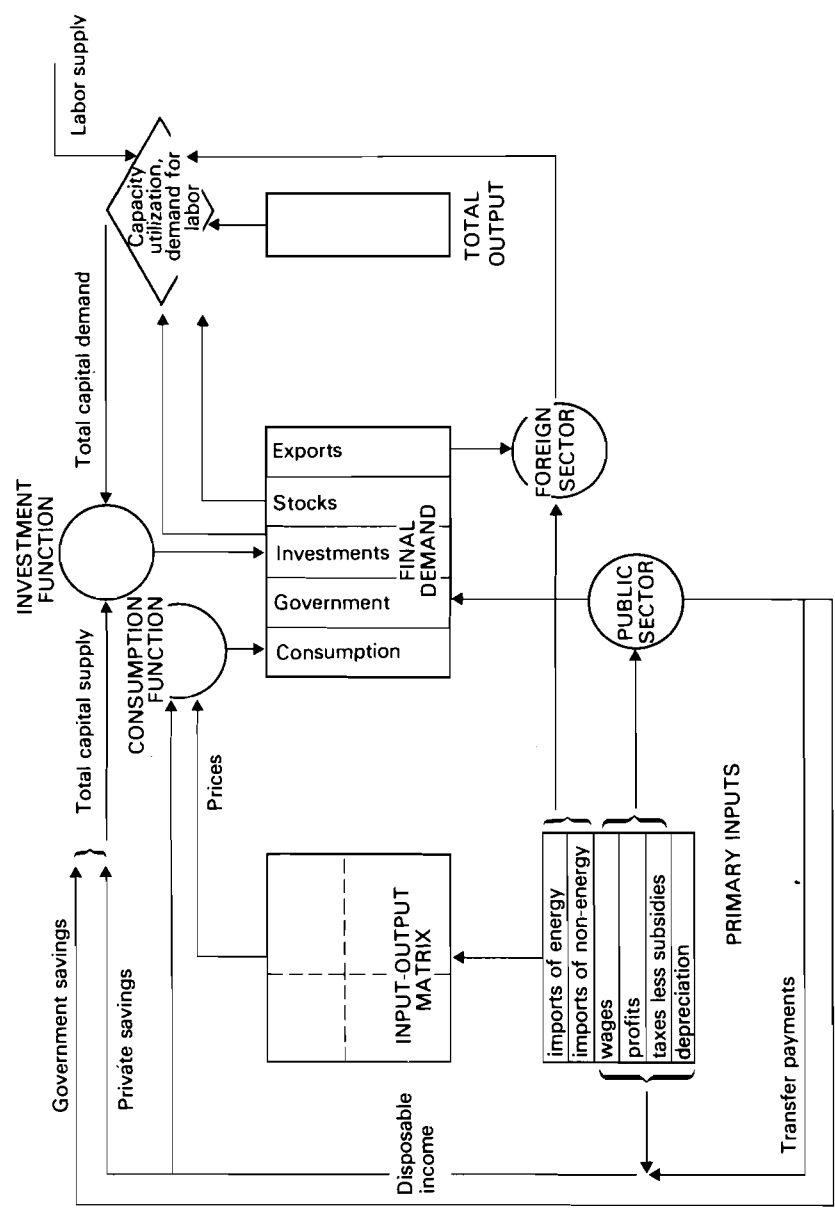 Government savings
Private savings
Total capital supply
INVESTMENT
FUNCTION
Total capital demand
Labor supply
CONSUMPTION
FUNCTION
Capacity
utilization,
demand for
labor
Prices
Disposable
income
INPUT-OUTPUT
MATRIX
Consumption
Government
Investments
Stocks
Exports
FINAL
DEMAND
TOTAL
OUTPUT
imports of energy
imports of non-energy
wages
profits
taxes less subsidies
depreciation
PRIMARY INPUTS
PUBLIC
SECTOR
FOREIGN
SECTOR
Transfer payments